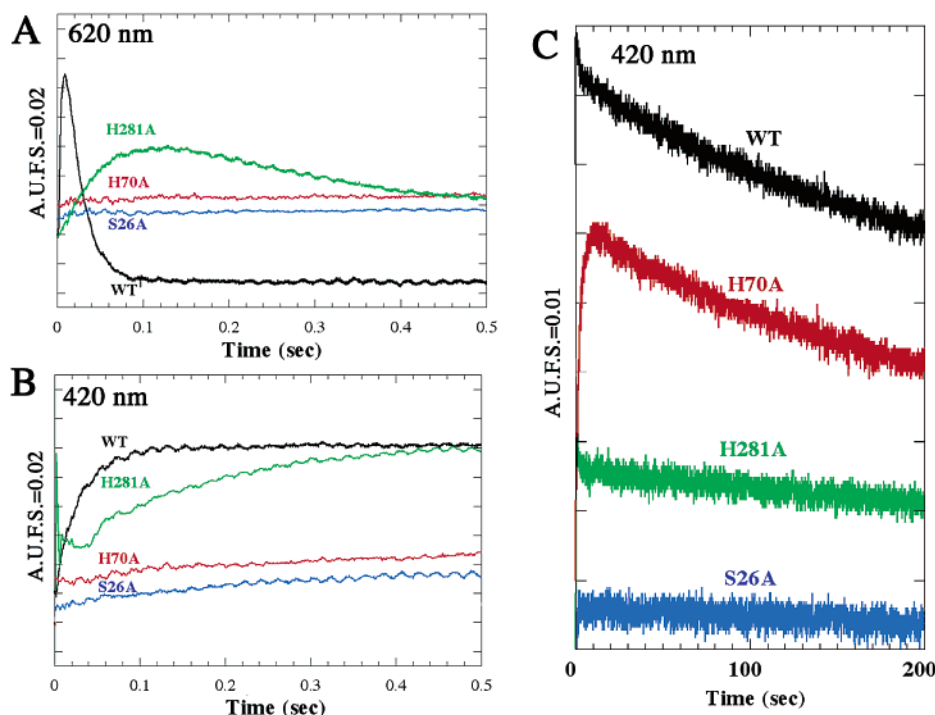 A
620 nm
A.U.F.S.=0.02
H281A
H70A
S26A
WT
0
0.1
0.2
0.3
0.4
0.5
Time (sec)
B
420 nm
A.U.F.S.=0.02
WT
H281A
H70A
S26A
0
0.1
0.2
0.3
0.4
0.5
Time (sec)
C
420 nm
A.U.F.S.=0.01
WT
H70A
H281A
S26A
0
100
200
Time (sec)